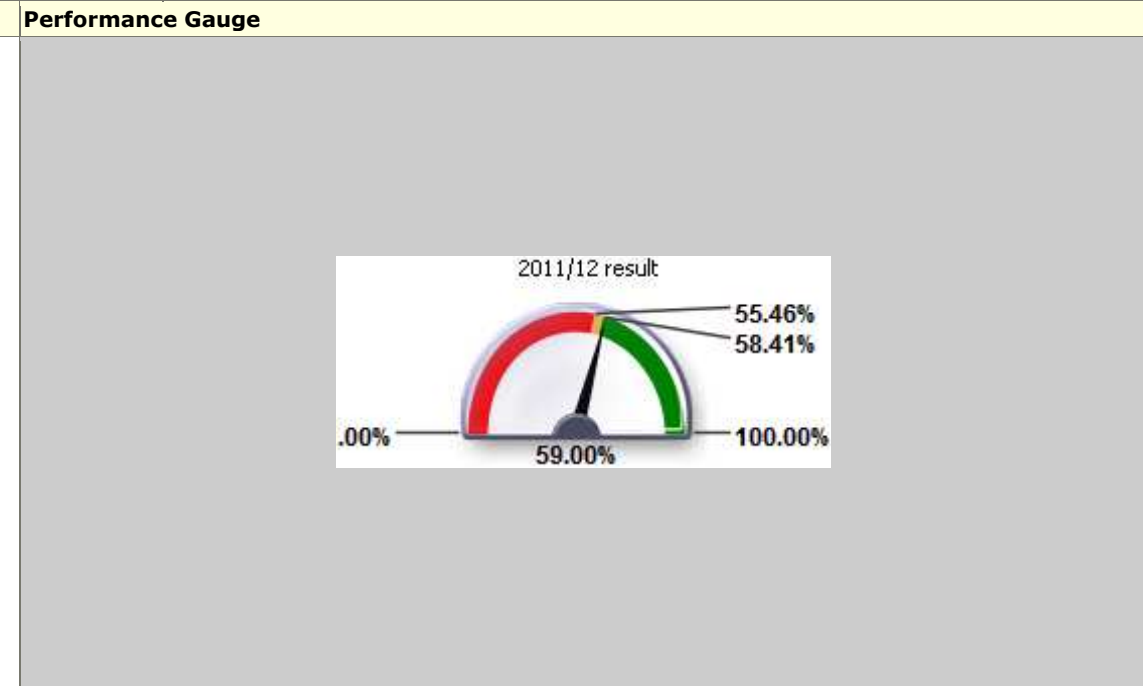 Performance Gauge
2011/12 result
55.46%
58.41%
.00%
100.00%
59.00%